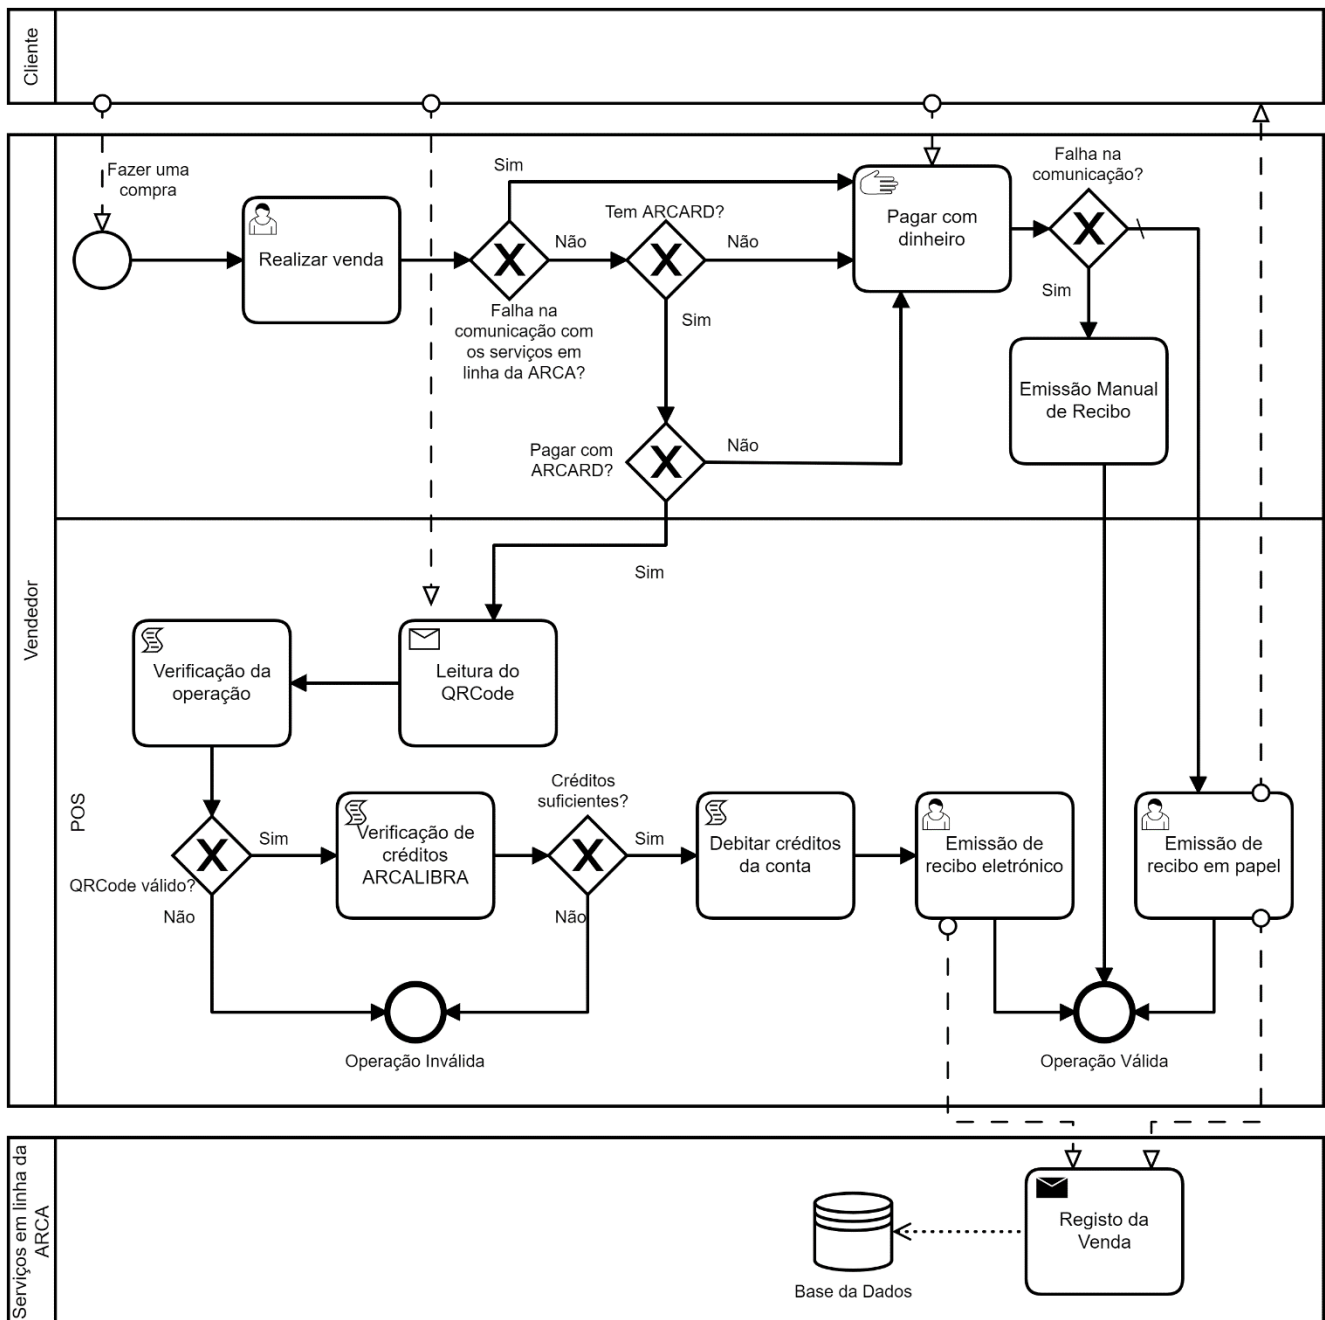 Cliente
Fazer uma
compra
Realizar venda
Sim
Falha na
comunicação com
os serviços em
linha da ARCA?
Não
Tem ARCARD?
Não
Sim
Pagar com
dinheiro
Falha na
comunicação?
Sim
Emissão Manual
de Recibo
Pagar com
ARCARD?
Não
Sim
Vendedor
POS
Verificação da
operação
Leitura do
QRCode
QRCode válido?
Sim
Não
Verificação de
créditos
ARCALIBRA
Créditos
suficientes?
Sim
Não
Debitar créditos
da conta
Emissão de
recibo eletrónico
Emissão de
recibo em papel
Operação Inválida
Operação Válida
Serviços em linha da
ARCA
Registo da
Venda
Base da Dados